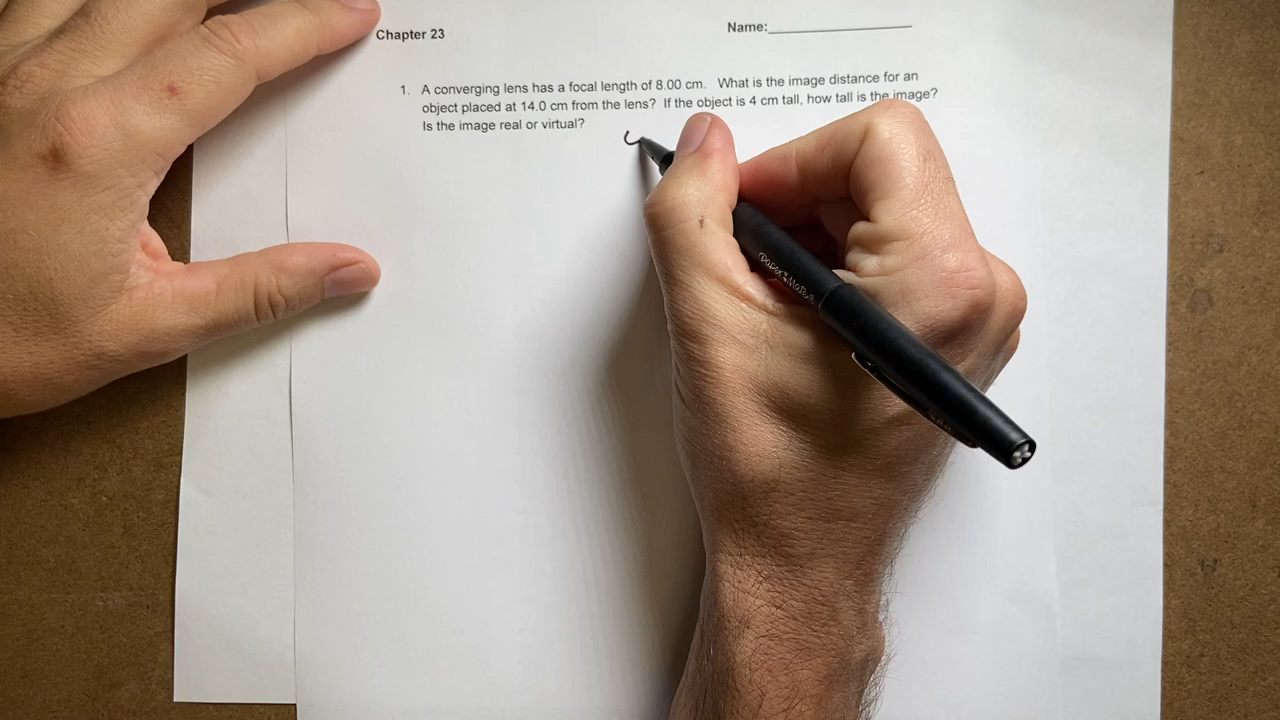 Chapter 23
Name:
1. A converging lens has a focal length of 8.00 cm. What is the image distance for an
object placed at 14.0 cm from the lens? If the object is 4 cm tall, how tall is the image?
Is the image real or virtual?
Paper Mate®